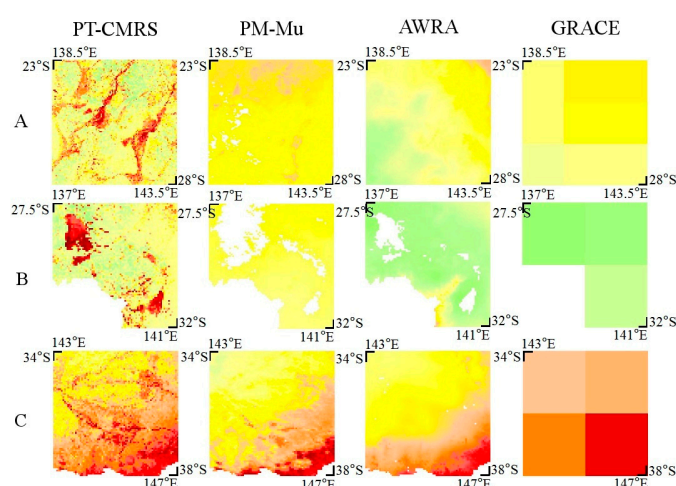 PT-CMRS PM-Mu AWRA GRACE
138.5°E 138.5°E 138.5°E 138.5°E
23°S 23°S 23°S 23°S
A
28°S 28°S 28°S 28°S
143.5°E 143.5°E 143.5°E 143.5°E
137°E 137°E 137°E 137°E
27.5°S 27.5°S 27.5°S 27.5°S
B
32°S 32°S 32°S 32°S
141°E 141°E 141°E 141°E
143°E 143°E 143°E 143°E
34°S 34°S 34°S 34°S
C
38°S 38°S 38°S 38°S
147°E 147°E 147°E 147°E